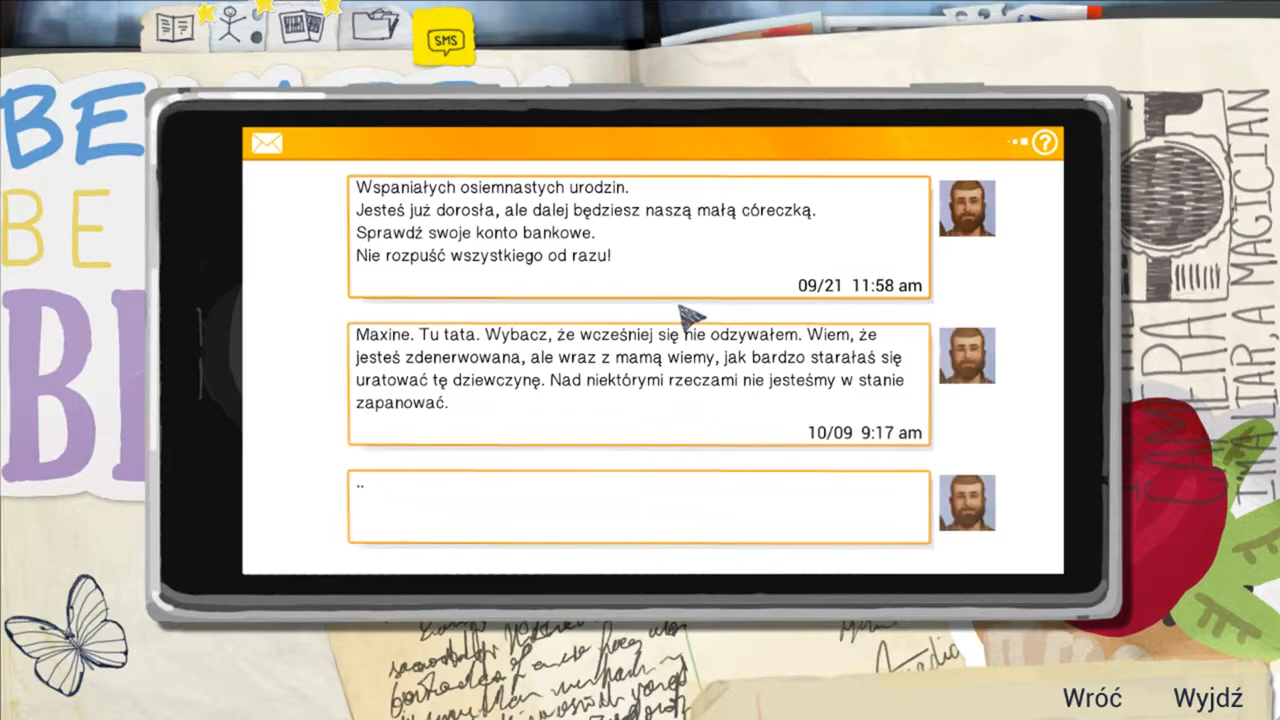 SMS
BE
BE
Wspaniałych osiemnastych urodzin.
Jesteś już dorosła, ale dalej będziesz naszą małą córeczką.
Sprawdź swoje konto bankowe.
Nie rozpuść wszystkiego od razu!
09/21 11:58 am
Maxine. Tu tata. Wybacz, że wcześniej się nie odzywałem. Wiem, że
jesteś zdenerwowana, ale wraz z mamą wiemy, jak bardzo starałaś się
uratować tę dziewczynę. Nad niektórymi rzeczami nie jesteśmy w stanie
zapanować.
10/09 9:17 am
..
CAMERA
IMALIAR, A MAGICIAN
Wróć
Wyjdź